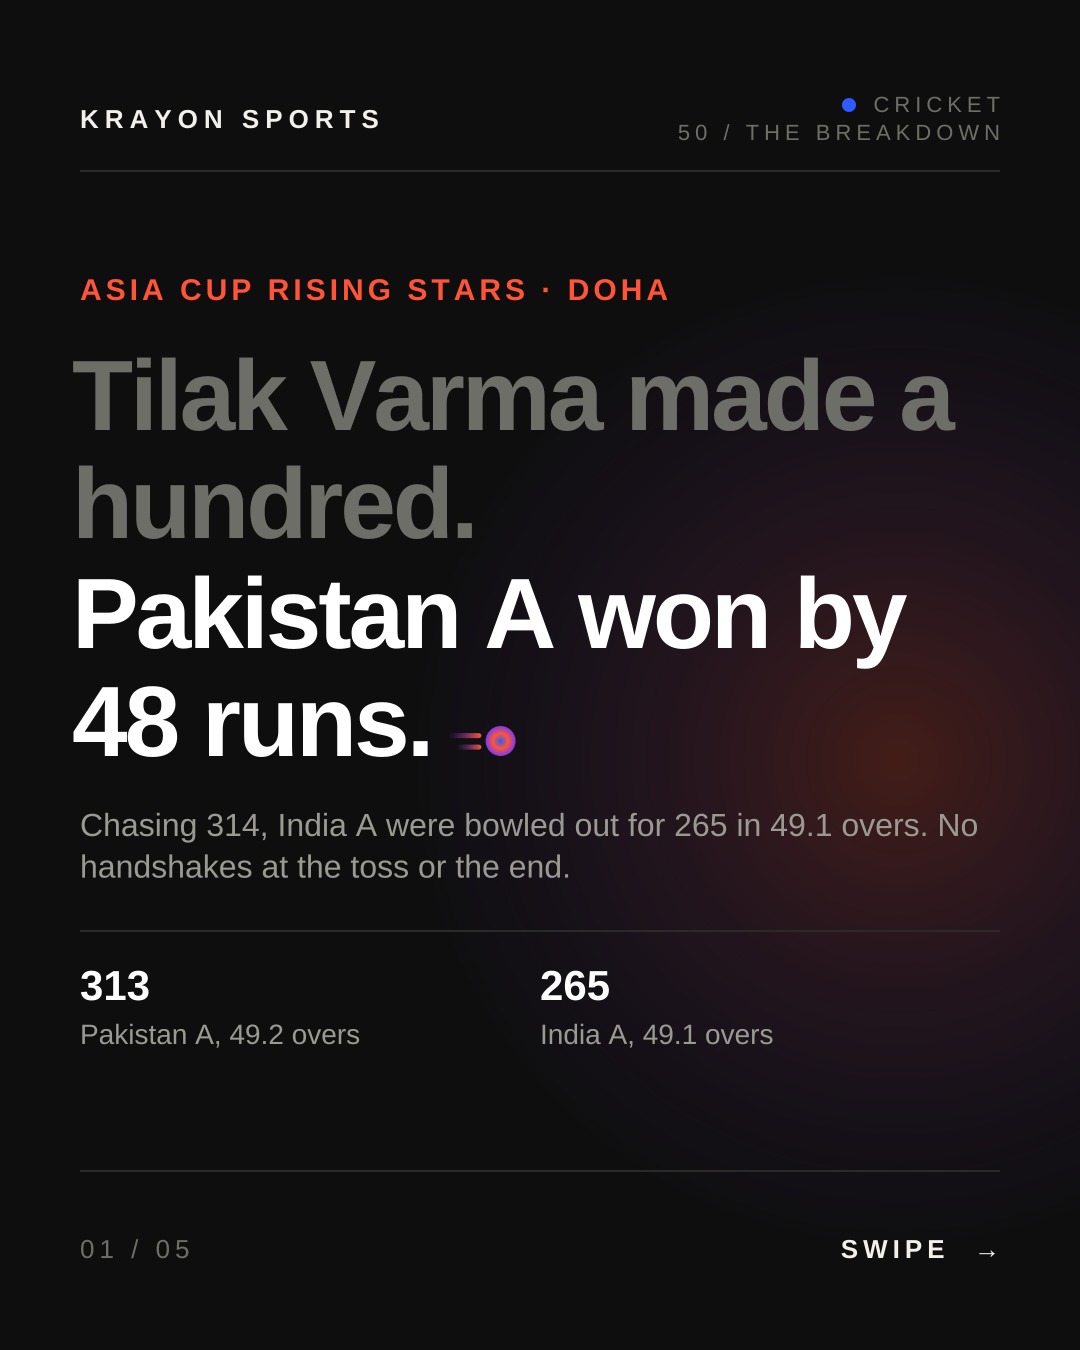 KRAYON SPORTS
CRICKET
50 / THE BREAKDOWN
ASIA CUP RISING STARS · DOHA
Tilak Varma made a
hundred.
Pakistan A won by
48 runs.
Chasing 314, India A were bowled out for 265 in 49.1 overs. No
handshakes at the toss or the end.
313
Pakistan A, 49.2 overs
265
India A, 49.1 overs
01 / 05
SWIPE →